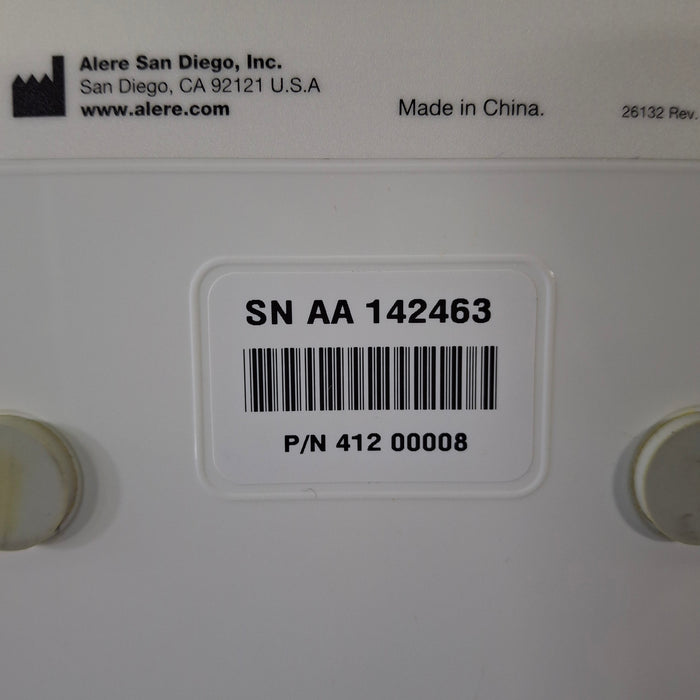 Alere San Diego, Inc.
San Diego, CA 92121 U.S.A
www.alere.com
Made in China.
26132 Rev.
SN AA 142463
P/N 412 00008